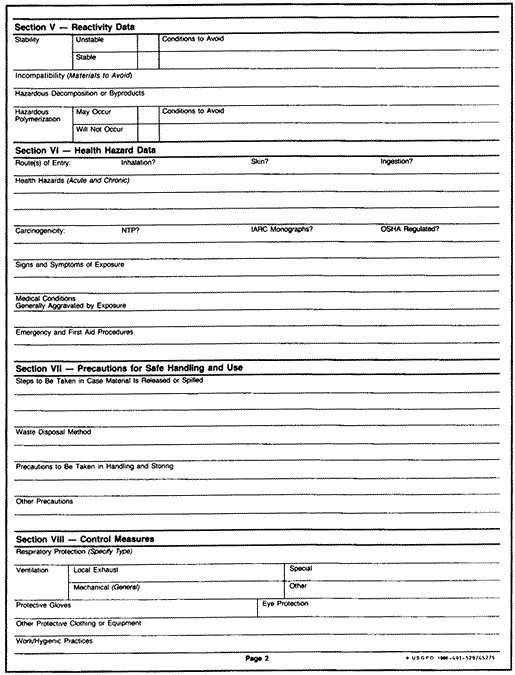 Section V — Reactivity Data
Stability Unstable Conditions to Avoid
Stable
Incompatibility (Materials to Avoid)
Hazardous Decomposition or Byproducts
Hazardous Polymerization May Occur Conditions to Avoid
Will Not Occur
Section VI — Health Hazard Data
Route(s) of Entry: Inhalation? Skin? Ingestion?
Health Hazards (Acute and Chronic)
Carcinogenicity: NTP? IARC Monographs? OSHA Regulated?
Signs and Symptoms of Exposure
Medical Conditions
Generally Aggravated by Exposure
Emergency and First Aid Procedures
Section VII — Precautions for Safe Handling and Use
Steps to Be Taken in Case Material Is Released or Spilled
Waste Disposal Method
Precautions to Be Taken in Handling and Storing
Other Precautions
Section VIII — Control Measures
Respiratory Protection (Specify Type)
Ventilation Local Exhaust Special
Mechanical (General) Other
Protective Gloves Eye Protection
Other Protective Clothing or Equipment
Work/Hygienic Practices
Page 2